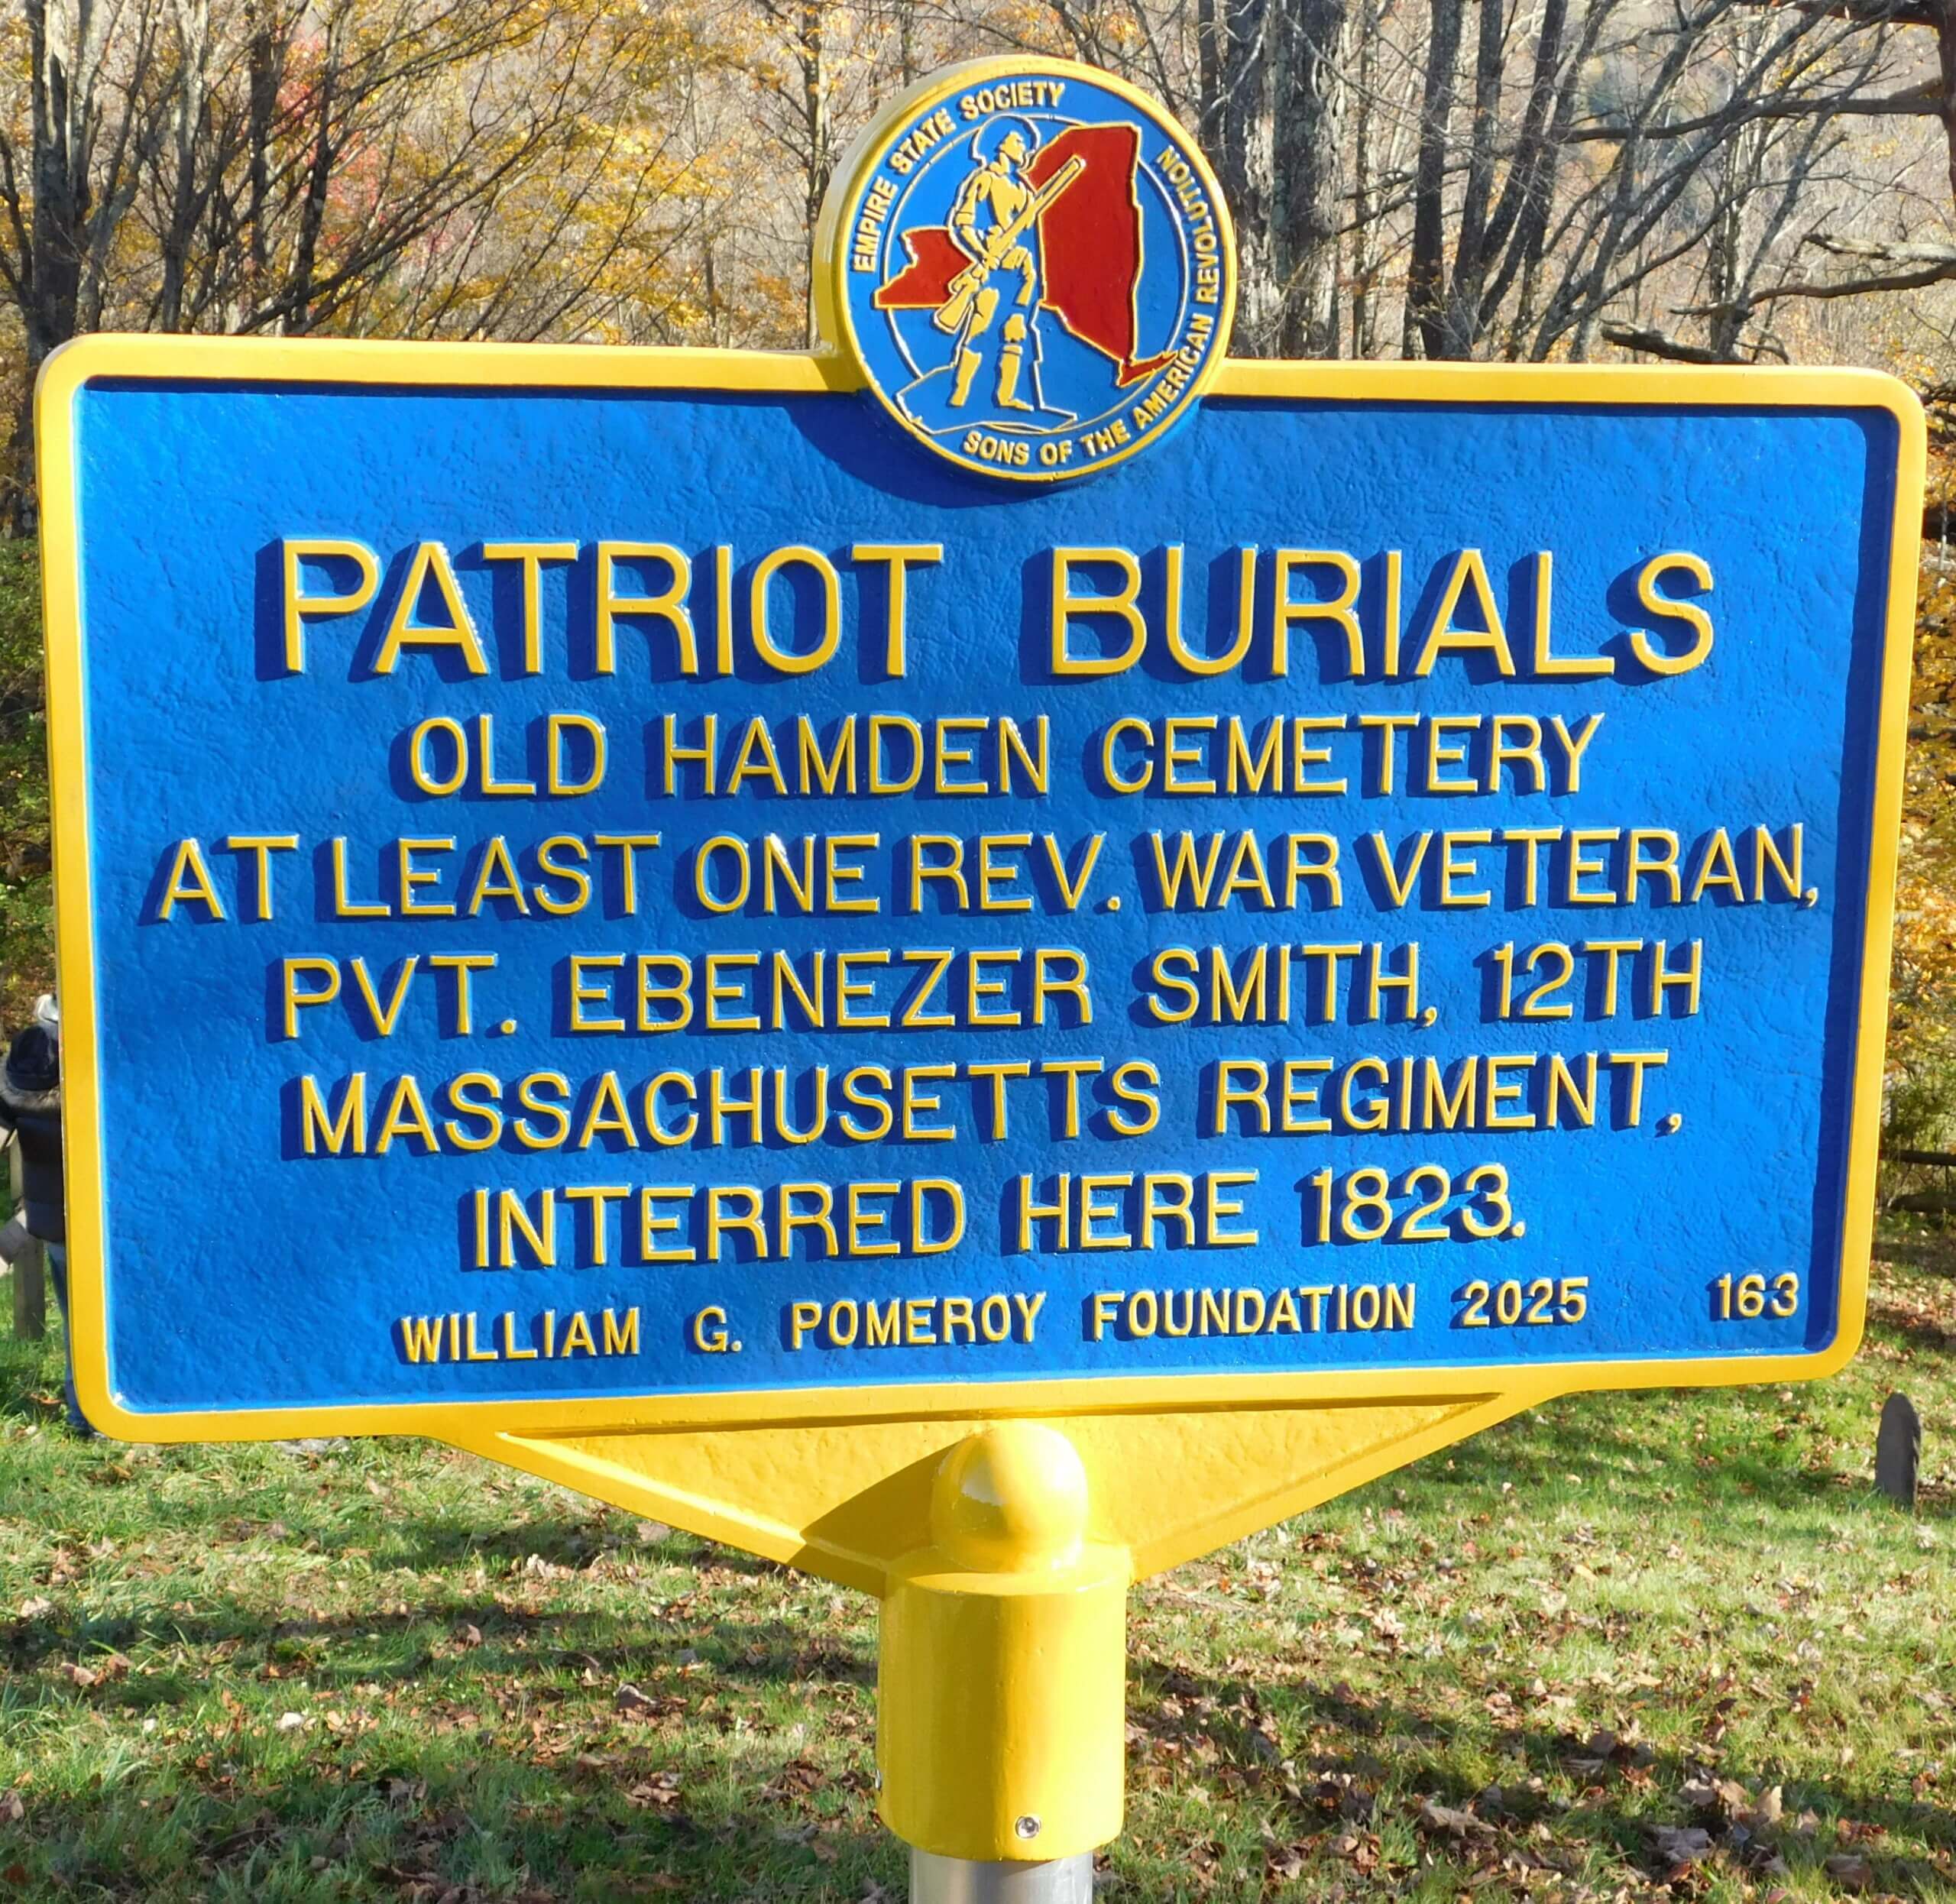 EMPIRE STATE SOCIETY
SONS OF THE AMERICAN REVOLUTION
PATRIOT BURIALS
OLD HAMDEN CEMETERY
AT LEAST ONE REV. WAR VETERAN,
PVT. EBENEZER SMITH, 12TH
MASSACHUSETTS REGIMENT,
INTERRED HERE 1823.
WILLIAM G. POMEROY FOUNDATION 2025 163